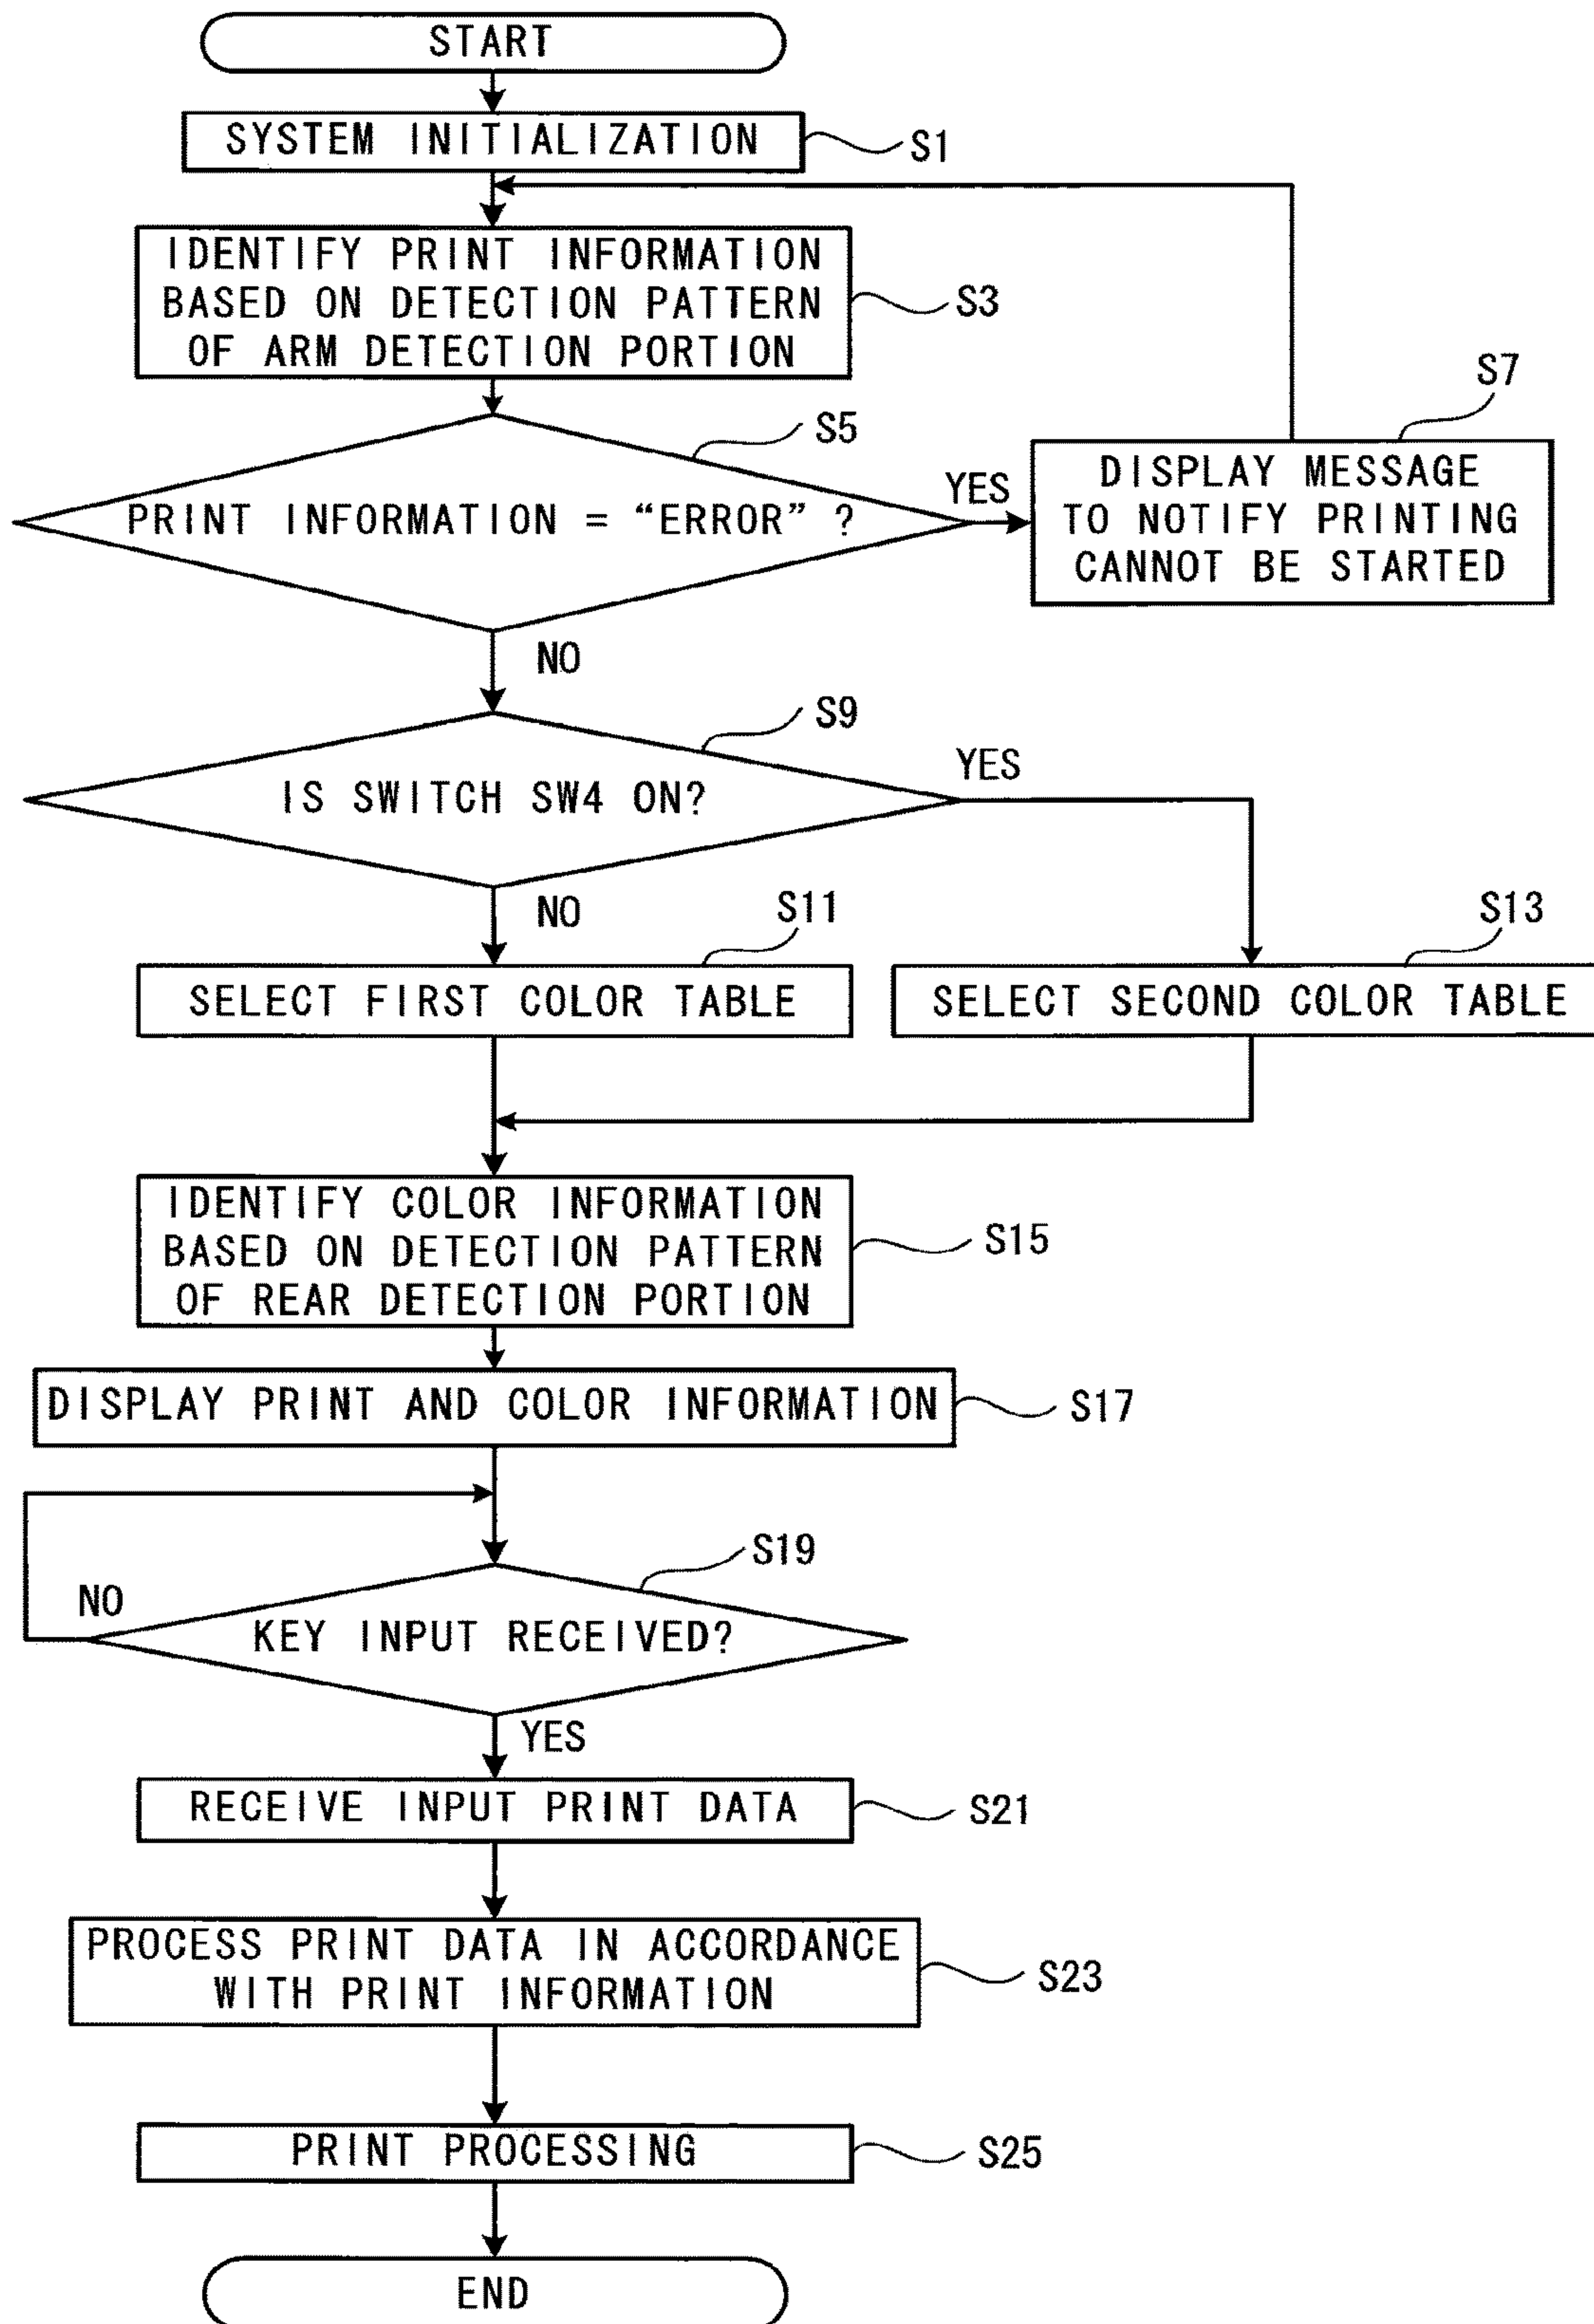 START
SYSTEM INITIALIZATION
S1
IDENTIFY PRINT INFORMATION
BASED ON DETECTION PATTERN
OF ARM DETECTION PORTION
S3
S5
PRINT INFORMATION = “ERROR” ?
YES
S7
DISPLAY MESSAGE
TO NOTIFY PRINTING
CANNOT BE STARTED
NO
S9
IS SWITCH SW4 ON?
YES
NO
S11
SELECT FIRST COLOR TABLE
S13
SELECT SECOND COLOR TABLE
IDENTIFY COLOR INFORMATION
BASED ON DETECTION PATTERN
OF REAR DETECTION PORTION
S15
DISPLAY PRINT AND COLOR INFORMATION
S17
S19
NO
KEY INPUT RECEIVED?
YES
RECEIVE INPUT PRINT DATA
S21
PROCESS PRINT DATA IN ACCORDANCE
WITH PRINT INFORMATION
S23
PRINT PROCESSING
S25
END